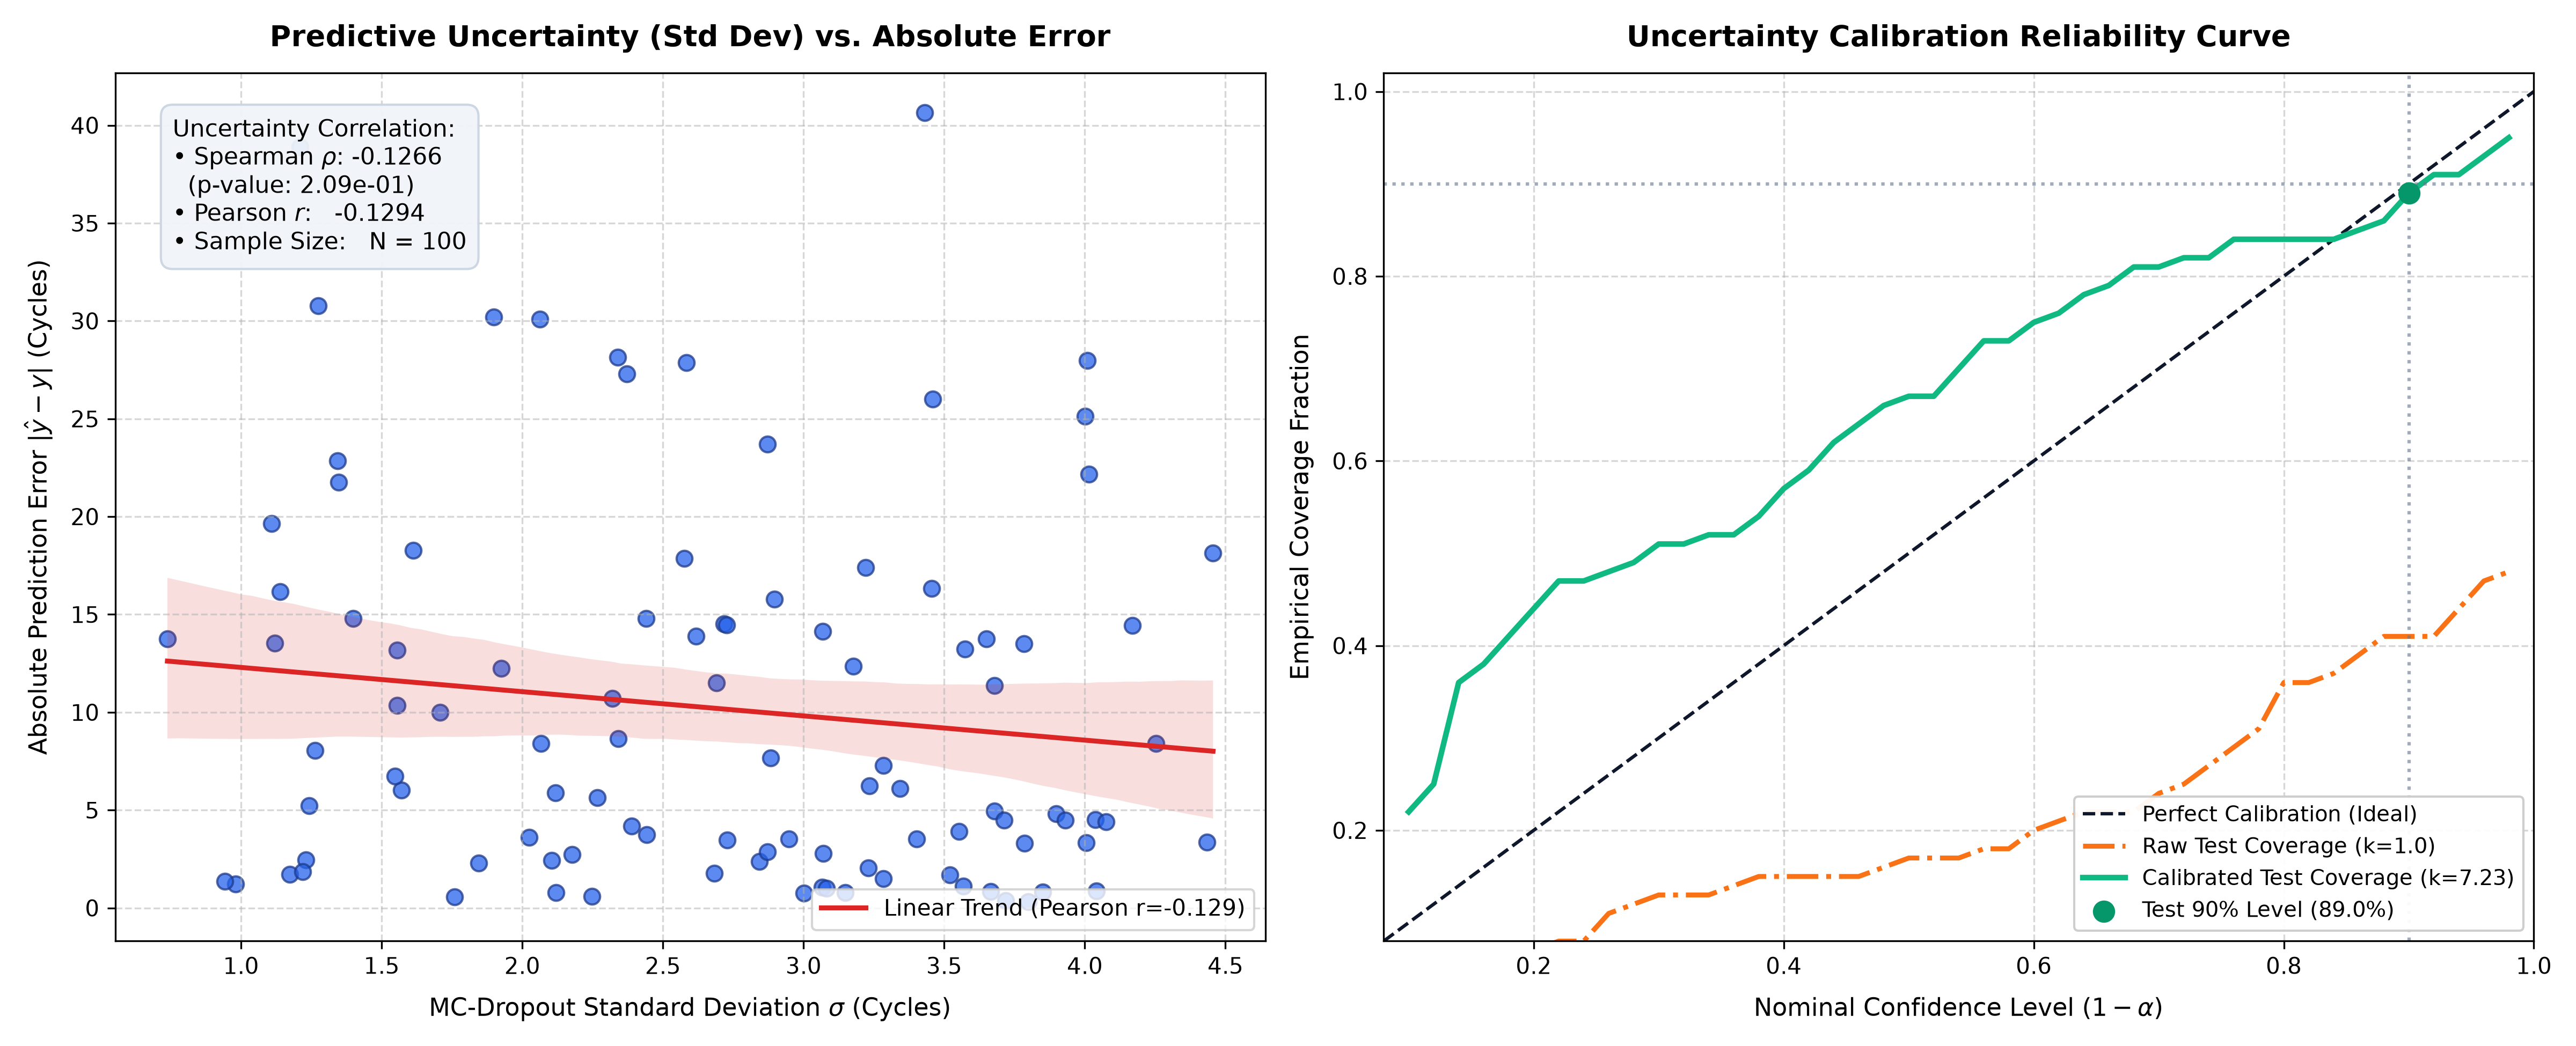 Predictive Uncertainty (Std Dev) vs. Absolute Error
Uncertainty Correlation:
• Spearman ρ: -0.1266
(p-value: 2.09e-01)
• Pearson r: -0.1294
• Sample Size: N = 100
Absolute Prediction Error |ŷ − y| (Cycles)
40
35
30
25
20
15
10
5
0
Linear Trend (Pearson r=-0.129)
1.0 1.5 2.0 2.5 3.0 3.5 4.0 4.5
MC-Dropout Standard Deviation σ (Cycles)
Uncertainty Calibration Reliability Curve
Empirical Coverage Fraction
1.0
0.8
0.6
0.4
0.2
Perfect Calibration (Ideal)
Raw Test Coverage (k=1.0)
Calibrated Test Coverage (k=7.23)
Test 90% Level (89.0%)
0.2 0.4 0.6 0.8 1.0
Nominal Confidence Level (1 − α)